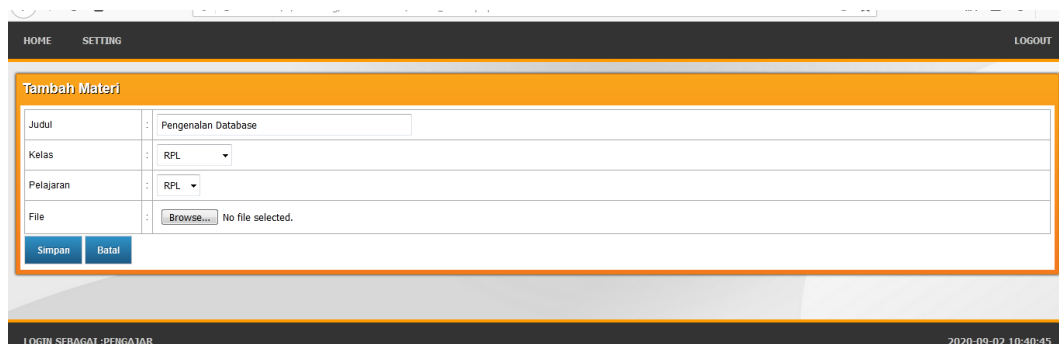 HOME SETTING LOGOUT
Tambah Materi
Judul : Pengenalan Database
Kelas : RPL
Pelajaran : RPL
File : Browse... No file selected.
Simpan Batal
LOGIN SEBAGAI :PENGAJAR 2020-09-02 10:40:45